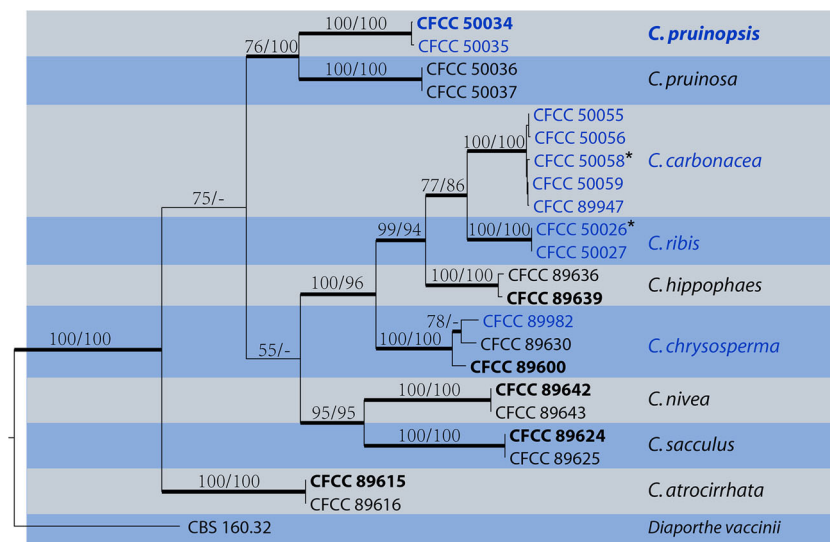 100/100 CFCC 50034 C. pruinopsis
76/100 CFCC 50035
100/100 CFCC 50036 C. pruinosa
CFCC 50037
CFCC 50055
100/100 CFCC 50056
CFCC 50058* C. carbonacea
77/86 CFCC 50059
75/- CFCC 89947
99/94 100/100 CFCC 50026* C. ribis
CFCC 50027
100/96 100/100 CFCC 89636 C. hippophaes
CFCC 89639
78/- CFCC 89982
100/100 55/- 100/100 CFCC 89630 C. chrysosperma
CFCC 89600
100/100 CFCC 89642 C. nivea
95/95 CFCC 89643
100/100 CFCC 89624 C. sacculus
CFCC 89625
100/100 CFCC 89615 C. atrocirrhata
CFCC 89616
CBS 160.32 Diaporthe vaccinii